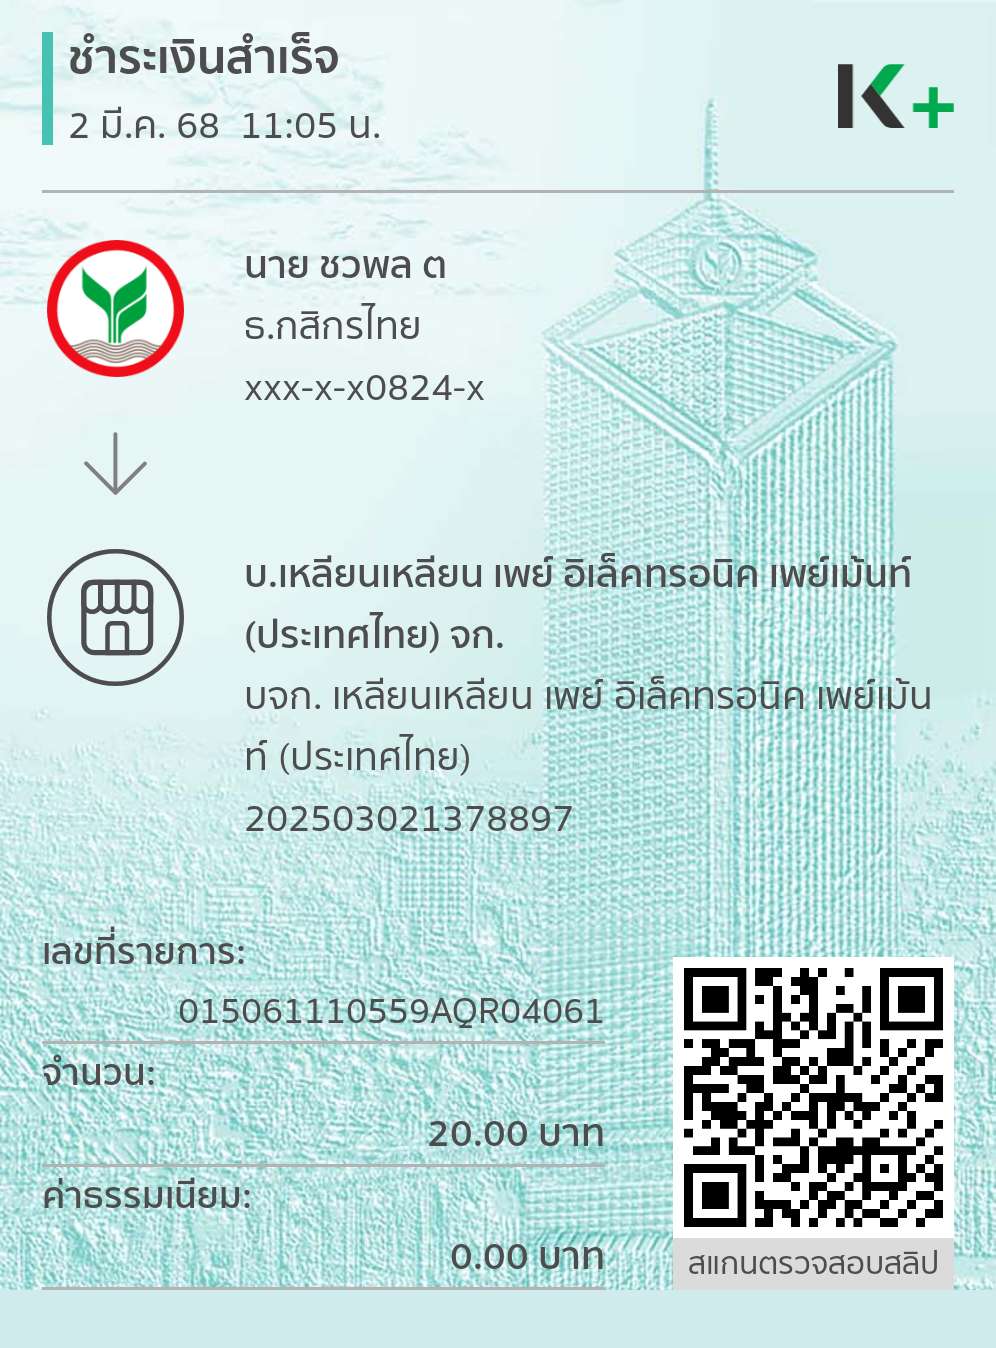 ชำระเงินสำเร็จ
2 มี.ค. 68  11:05 น.
K+
นาย ชวพล ต
ธ.กสิกรไทย
xxx-x-x0824-x
บ.เหลียนเหลียน เพย์ อิเล็คทรอนิค เพย์เม้นท์
(ประเทศไทย) จก.
บจก. เหลียนเหลียน เพย์ อิเล็คทรอนิค เพย์เม้น
ท์ (ประเทศไทย)
202503021378897
เลขที่รายการ:
015061110559AQR04061
จำนวน:
20.00 บาท
ค่าธรรมเนียม:
0.00 บาท
สแกนตรวจสอบสลิป